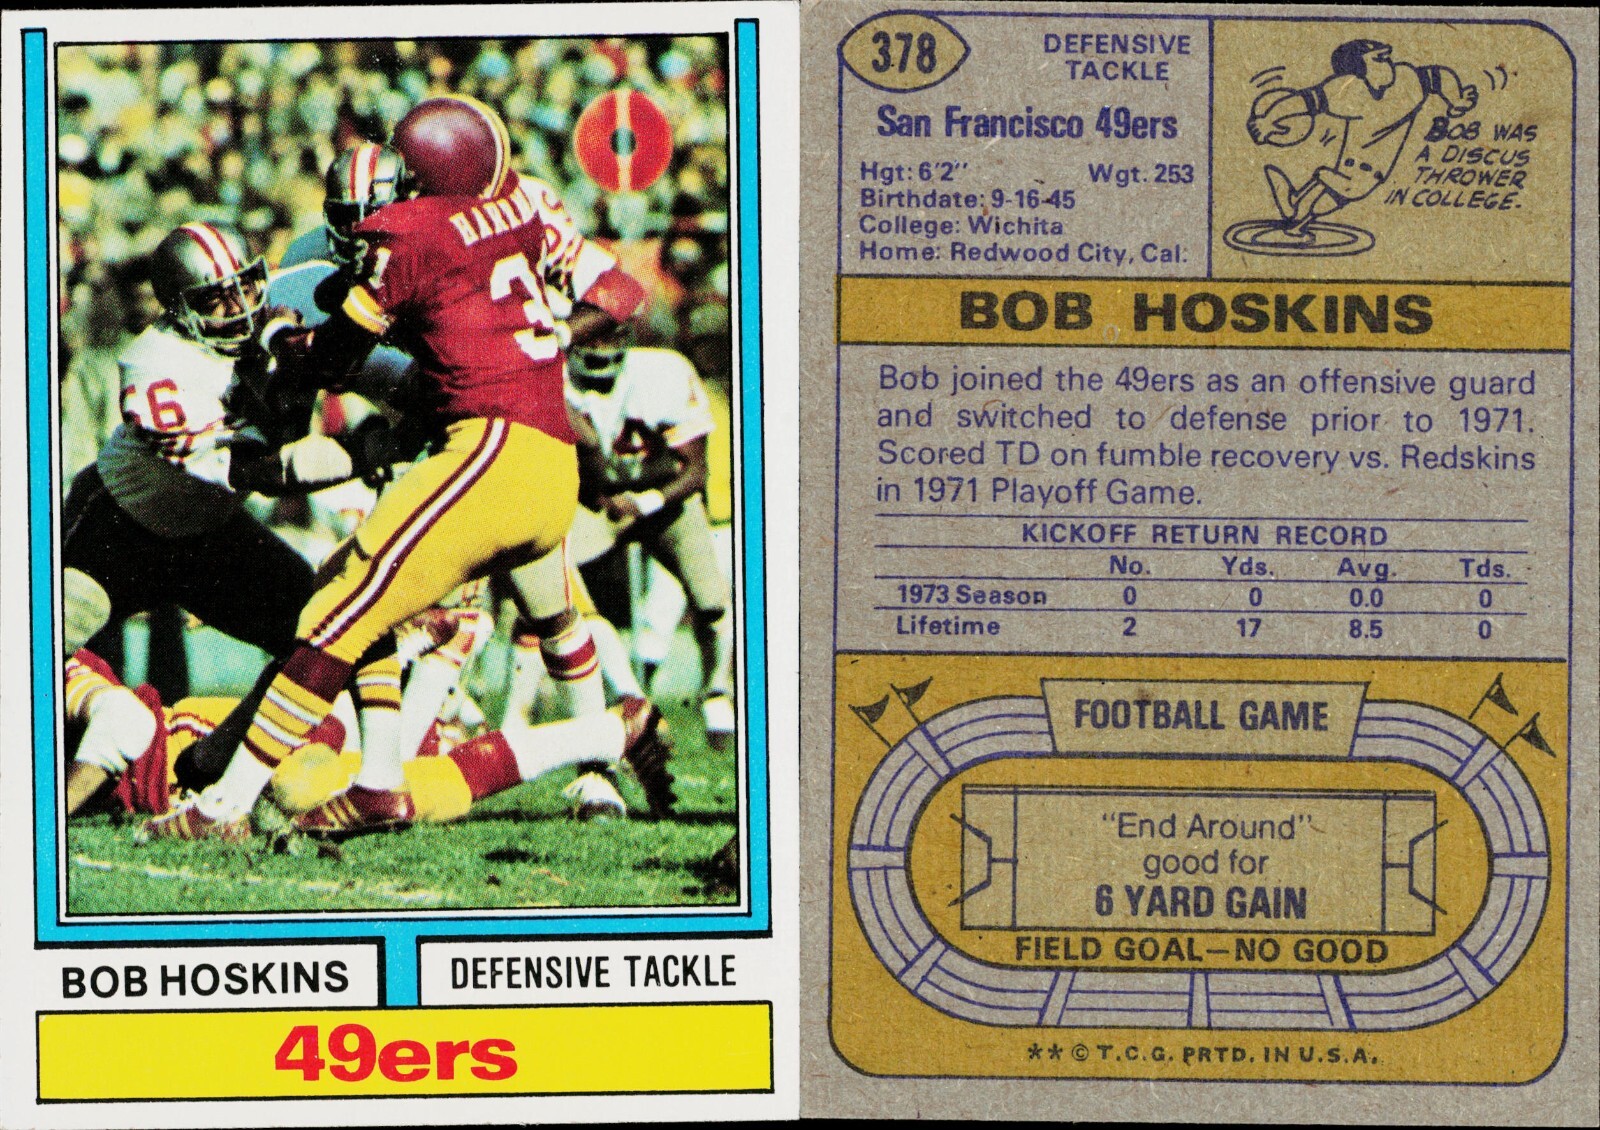 HARTM
31
56
4
BOB HOSKINS
DEFENSIVE TACKLE
49ers
378
DEFENSIVE
TACKLE
San Francisco 49ers
Hgt: 6'2" Wgt. 253
Birthdate: 9-16-45
College: Wichita
Home: Redwood City, Cal.
BOB WAS
A DISCUS
THROWER
IN COLLEGE.
BOB HOSKINS
Bob joined the 49ers as an offensive guard
and switched to defense prior to 1971.
Scored TD on fumble recovery vs. Redskins
in 1971 Playoff Game.
KICKOFF RETURN RECORD
No. Yds. Avg. Tds.
1973 Season 0 0 0.0 0
Lifetime 2 17 8.5 0
FOOTBALL GAME
"End Around"
good for
6 YARD GAIN
FIELD GOAL—NO GOOD
** © T.C.G. PRTD. IN U.S.A.